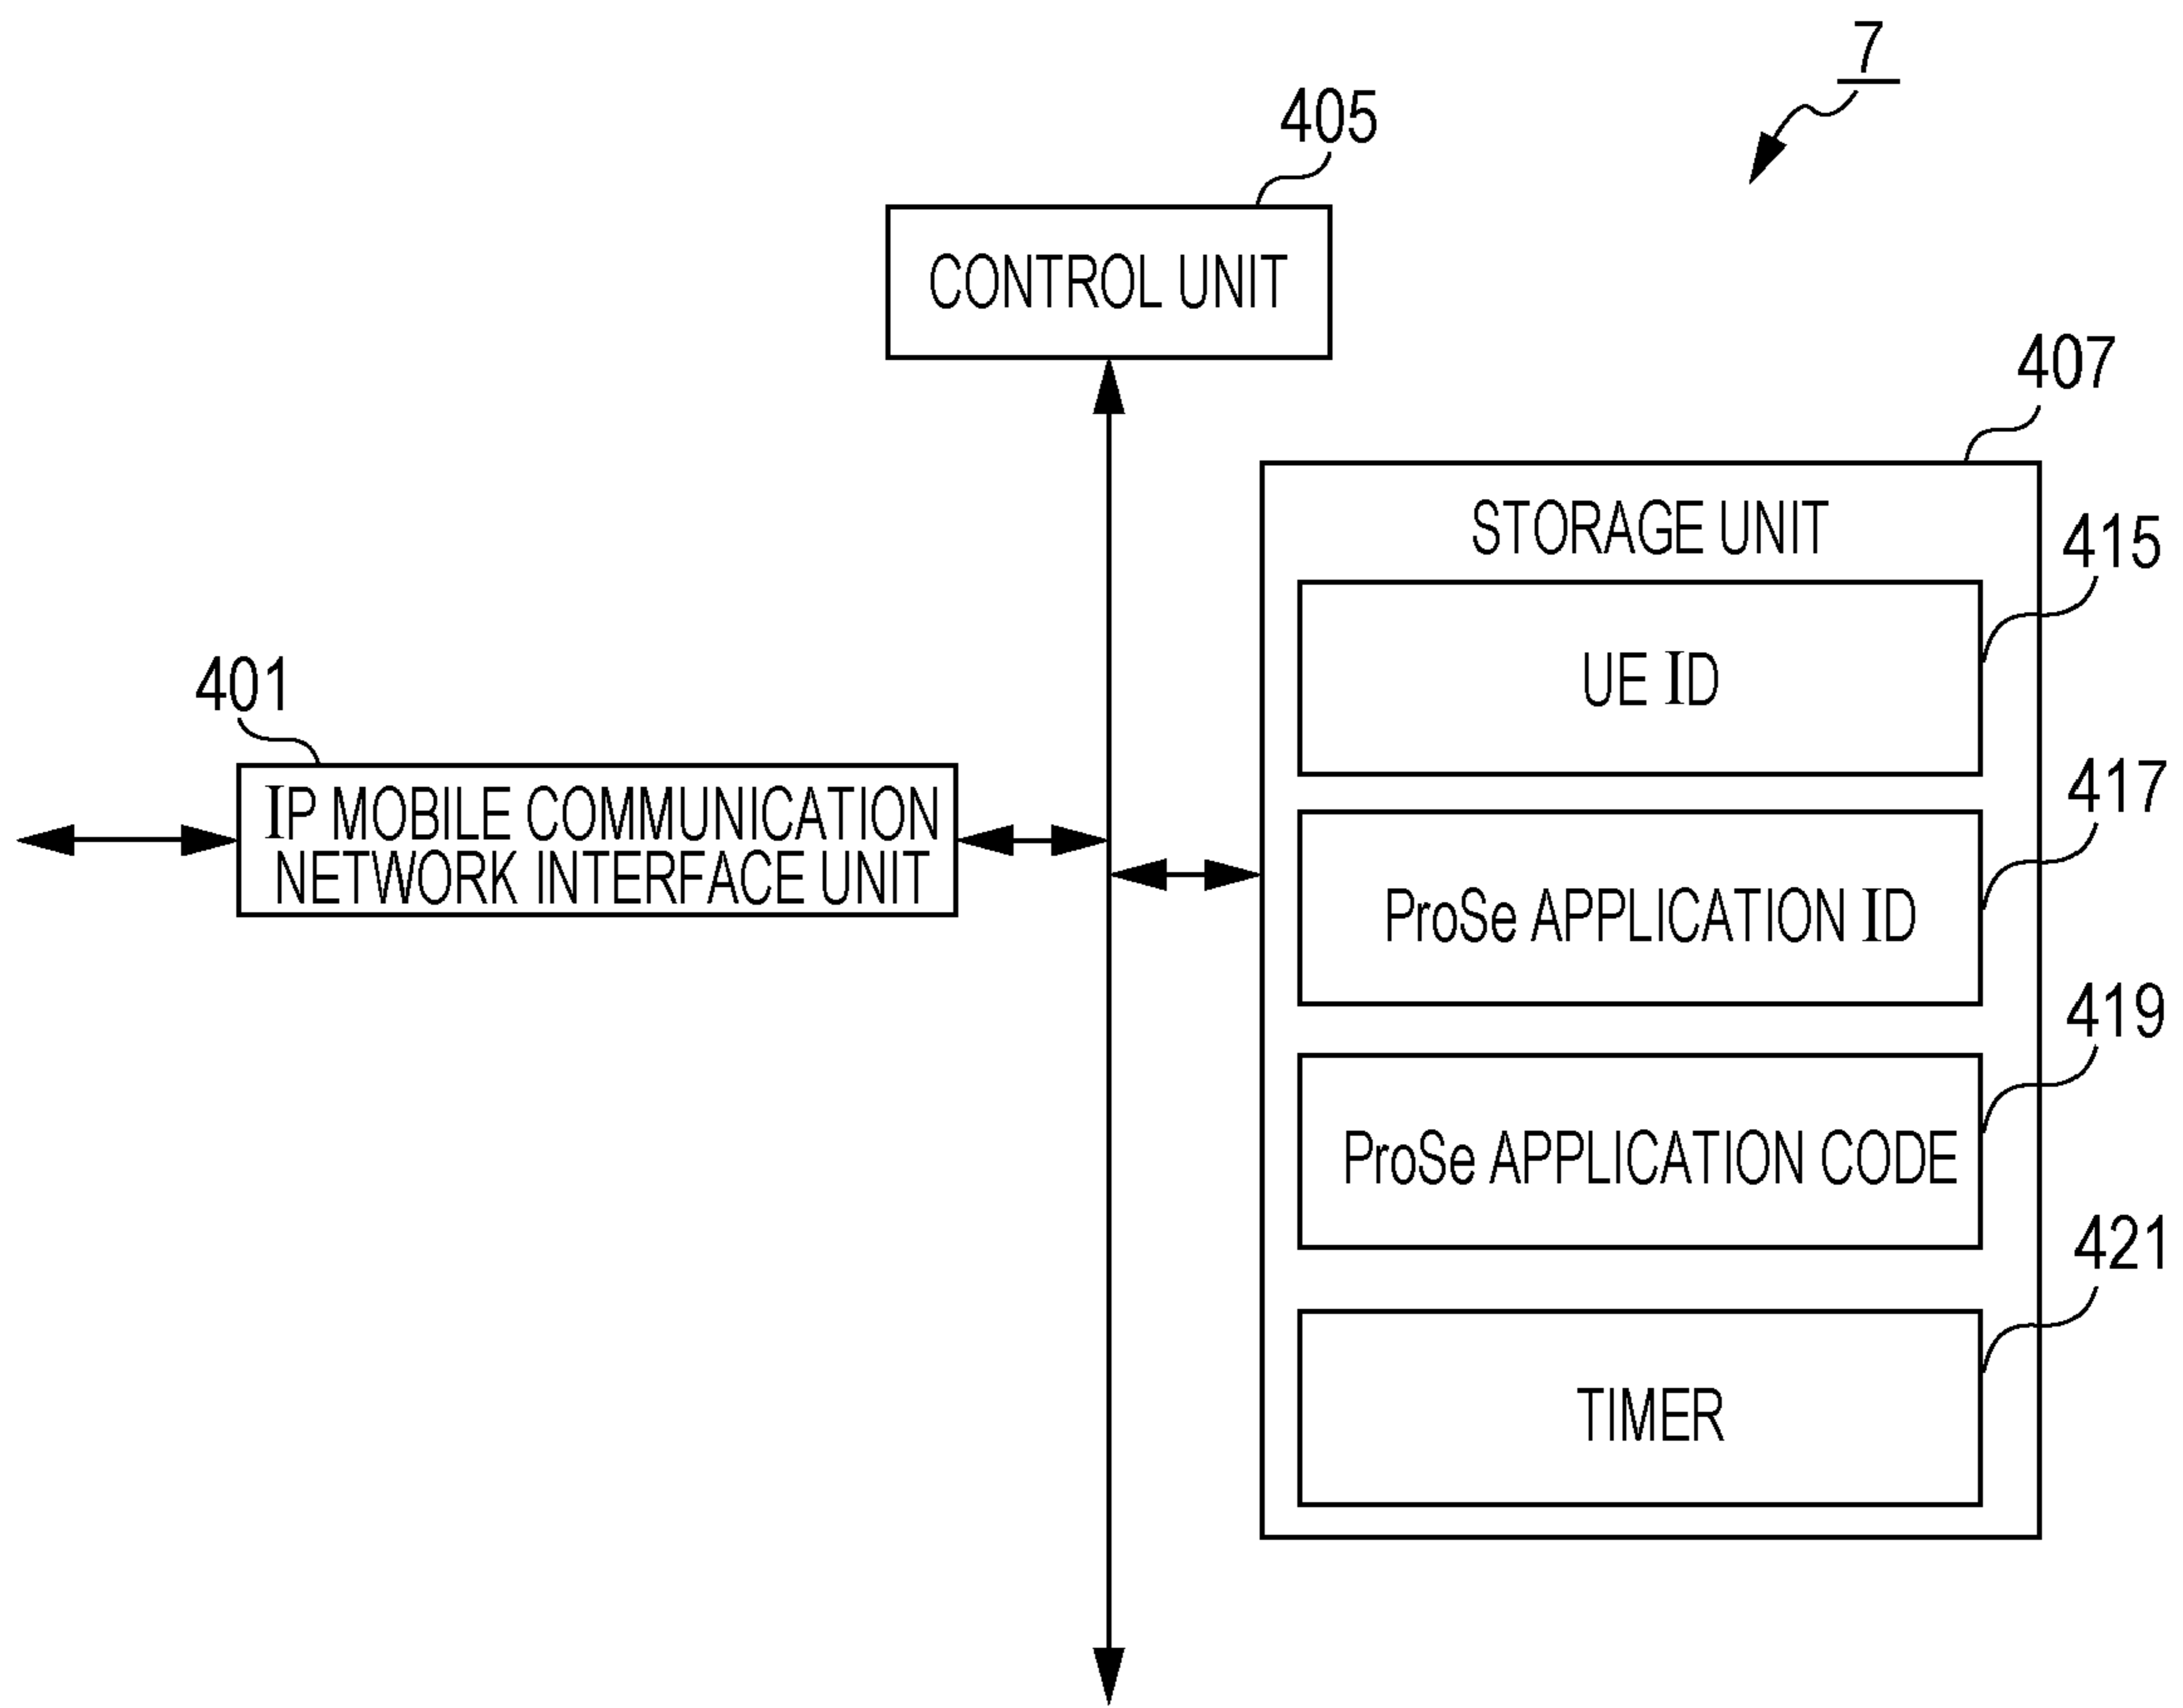 7
405
CONTROL UNIT
407
STORAGE UNIT
415
UE ID
401
IP MOBILE COMMUNICATION
NETWORK INTERFACE UNIT
417
ProSe APPLICATION ID
419
ProSe APPLICATION CODE
421
TIMER